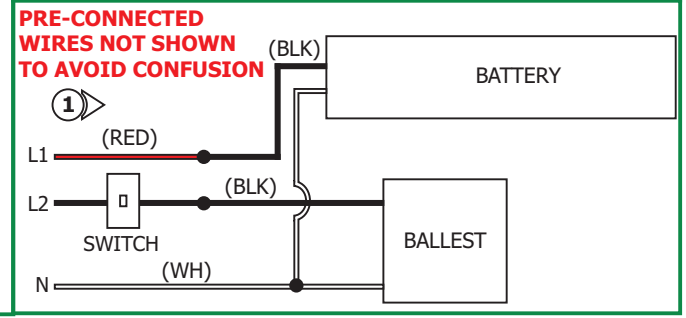 PRE-CONNECTED
WIRES NOT SHOWN
TO AVOID CONFUSION
(BLK)
BATTERY
1
(RED)
L1
(BLK)
L2
SWITCH
BALLEST
(WH)
N